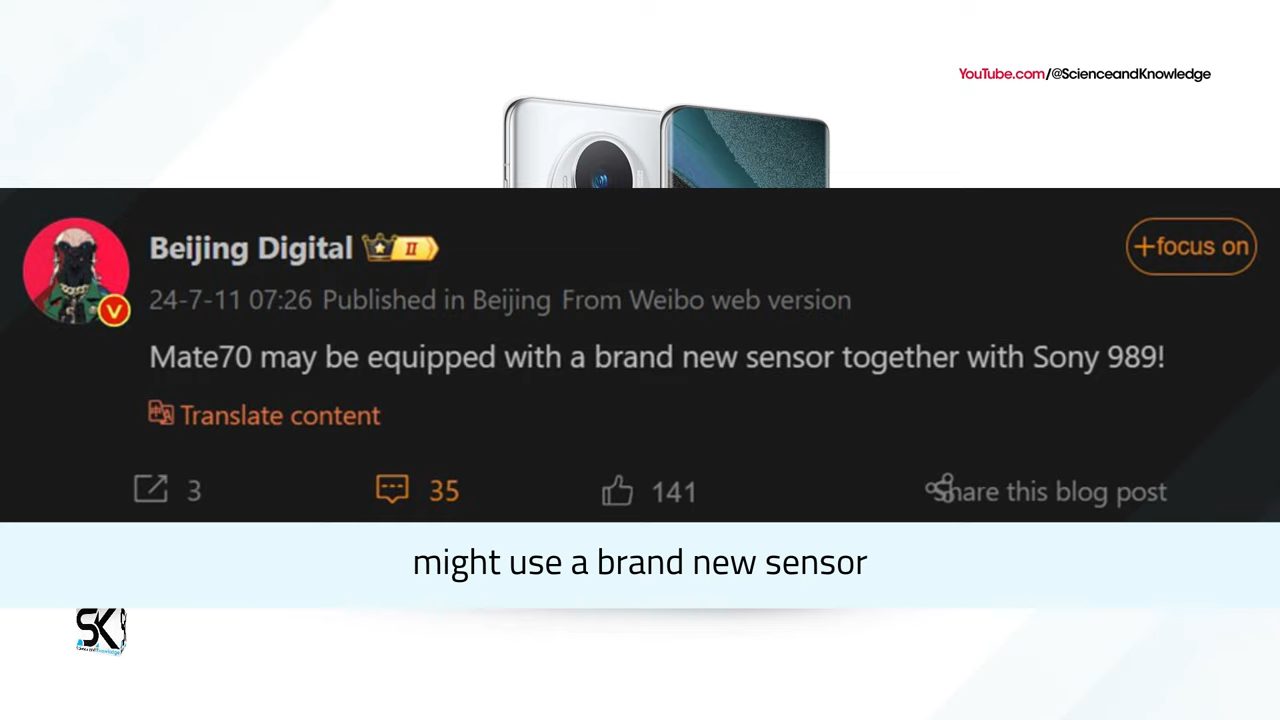 YouTube.com/@ScienceandKnowledge
Beijing Digital II
+focus on
24-7-11 07:26 Published in Beijing From Weibo web version
Mate70 may be equipped with a brand new sensor together with Sony 989!
Translate content
3 35 141 Share this blog post
might use a brand new sensor
SK